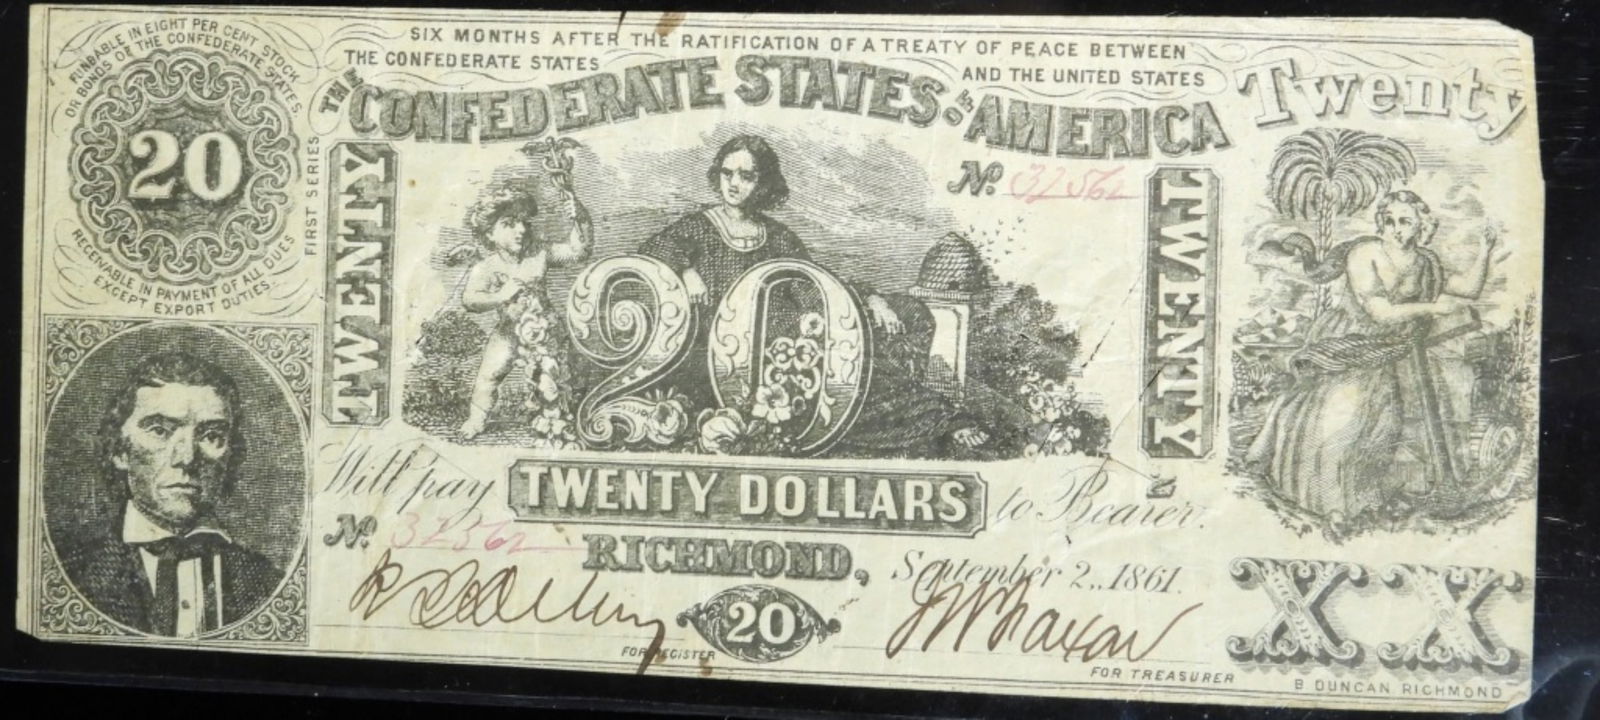 FUNDABLE IN EIGHT PER CENT STOCK
OR BONDS OF THE CONFEDERATE STATES.
20
RECEIVABLE IN PAYMENT OF ALL DUES
EXCEPT EXPORT DUTIES.
FIRST SERIES
SIX MONTHS AFTER THE RATIFICATION OF A TREATY OF PEACE BETWEEN
THE CONFEDERATE STATES AND THE UNITED STATES
THE CONFEDERATE STATES OF AMERICA
Twenty
TWENTY
No. 32562
TWENTY
20
Will pay TWENTY DOLLARS to Bearer.
No. 32562
RICHMOND, September 2, 1861.
20
FOR REGISTER
FOR TREASURER
XX
B DUNCAN RICHMOND